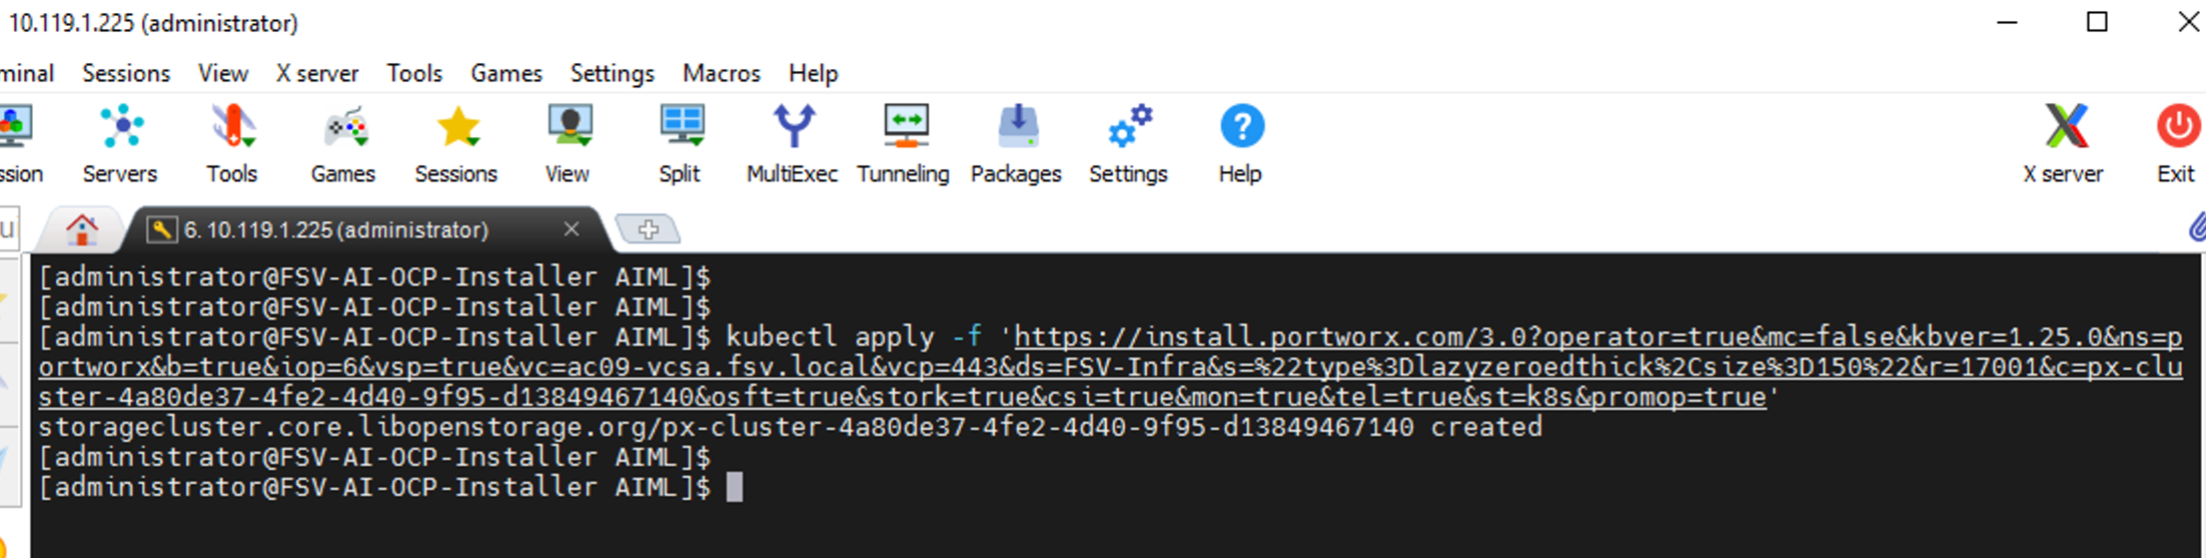 10.119.1.225 (administrator)
minal Sessions View X server Tools Games Settings Macros Help
ssion Servers Tools Games Sessions View Split MultiExec Tunneling Packages Settings Help X server Exit
6. 10.119.1.225 (administrator)
[administrator@FSV-AI-OCP-Installer AIML]$
[administrator@FSV-AI-OCP-Installer AIML]$
[administrator@FSV-AI-OCP-Installer AIML]$ kubectl apply -f 'https://install.portworx.com/3.0?operator=true&mc=false&kbver=1.25.0&ns=p
ortworx&b=true&iop=6&vsp=true&vc=ac09-vcsa.fsv.local&vcp=443&ds=FSV-Infra&s=%22type%3Dlazyzeroedthick%2Csize%3D150%22&r=17001&c=px-clu
ster-4a80de37-4fe2-4d40-9f95-d13849467140&osft=true&stork=true&csi=true&mon=true&tel=true&st=k8s&promop=true'
storagecluster.core.libopenstorage.org/px-cluster-4a80de37-4fe2-4d40-9f95-d13849467140 created
[administrator@FSV-AI-OCP-Installer AIML]$
[administrator@FSV-AI-OCP-Installer AIML]$